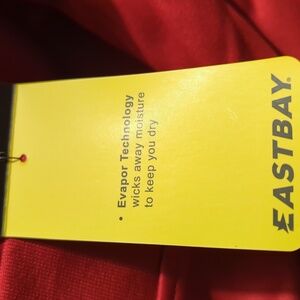 • Evapor Technology
wicks away moisture
to keep you dry
EASTBAY